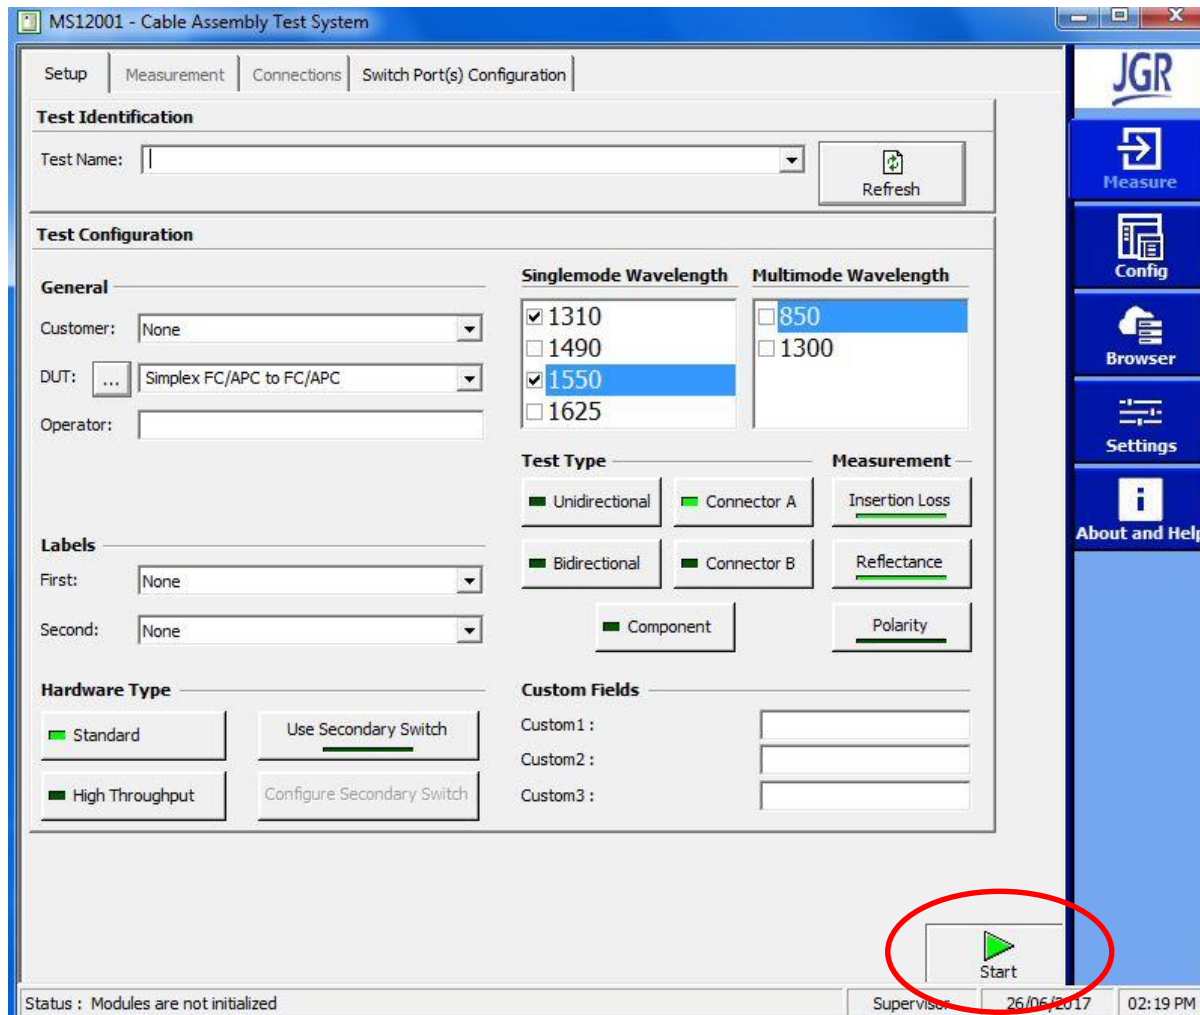 MS12001 - Cable Assembly Test System
JGR
Setup Measurement Connections Switch Port(s) Configuration
Test Identification
Test Name:
Refresh
Measure
Test Configuration
General
Singlemode Wavelength
Multimode Wavelength
Config
Customer: None
1310
850
1490
1300
DUT: ... Simplex FC/APC to FC/APC
1550
Browser
Operator:
1625
Settings
Test Type
Measurement
Unidirectional
Connector A
Insertion Loss
About and Help
Labels
First: None
Bidirectional
Connector B
Reflectance
Second: None
Component
Polarity
Hardware Type
Custom Fields
Standard
Use Secondary Switch
Custom1 :
Custom2 :
High Throughput
Configure Secondary Switch
Custom3 :
Start
Status : Modules are not initialized
Supervisor
26/06/2017
02:19 PM